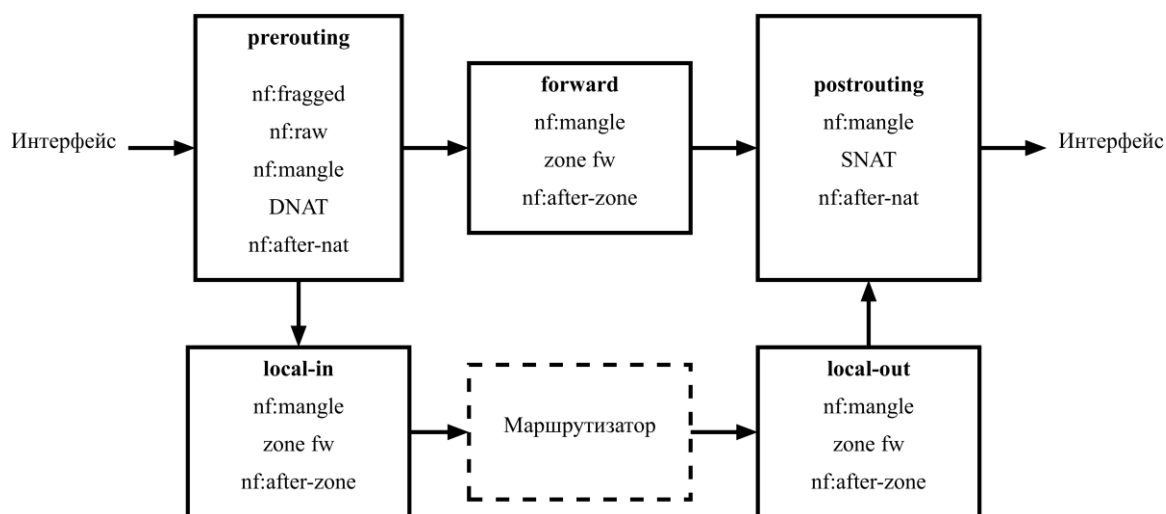 prerouting
nf:fragged
nf:raw
nf:mangle
DNAT
nf:after-nat
forward
nf:mangle
zone fw
nf:after-zone
postrouting
nf:mangle
SNAT
nf:after-nat
Интерфейс
Интерфейс
local-in
nf:mangle
zone fw
nf:after-zone
Маршрутизатор
local-out
nf:mangle
zone fw
nf:after-zone